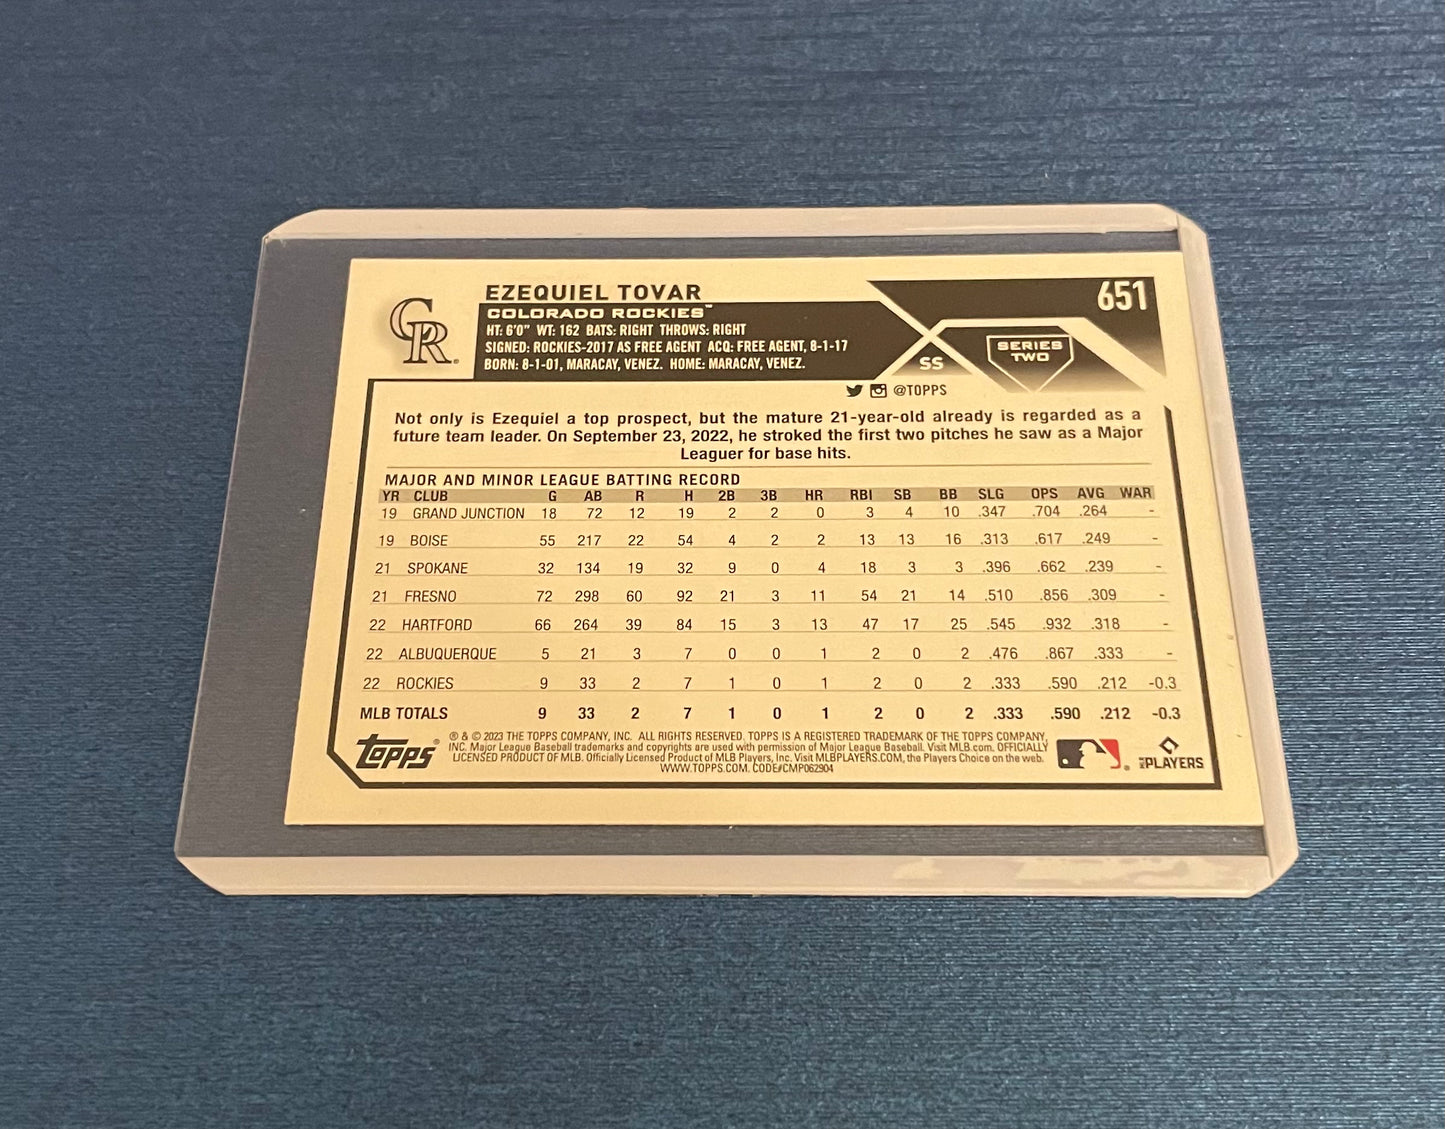 EZEQUIEL TOVAR
651
COLORADO ROCKIES™
CR®
HT: 6'0" WT: 162 BATS: RIGHT THROWS: RIGHT
SIGNED: ROCKIES-2017 AS FREE AGENT ACQ: FREE AGENT, 8-1-17
BORN: 8-1-01, MARACAY, VENEZ. HOME: MARACAY, VENEZ.
SS
SERIES
TWO
@TOPPS
Not only is Ezequiel a top prospect, but the mature 21-year-old already is regarded as a
future team leader. On September 23, 2022, he stroked the first two pitches he saw as a Major
Leaguer for base hits.
MAJOR AND MINOR LEAGUE BATTING RECORD
YR CLUB G AB R H 2B 3B HR RBI SB BB SLG OPS AVG WAR
19 GRAND JUNCTION 18 72 12 19 2 2 0 3 4 10 .347 .704 .264 -
19 BOISE 55 217 22 54 4 2 2 13 13 16 .313 .617 .249 -
21 SPOKANE 32 134 19 32 9 0 4 18 3 3 .396 .662 .239 -
21 FRESNO 72 298 60 92 21 3 11 54 21 14 .510 .856 .309 -
22 HARTFORD 66 264 39 84 15 3 13 47 17 25 .545 .932 .318 -
22 ALBUQUERQUE 5 21 3 7 0 0 1 2 0 2 .476 .867 .333 -
22 ROCKIES 9 33 2 7 1 0 1 2 0 2 .333 .590 .212 -0.3
MLB TOTALS 9 33 2 7 1 0 1 2 0 2 .333 .590 .212 -0.3
Topps®
® & © 2023 THE TOPPS COMPANY, INC. ALL RIGHTS RESERVED. TOPPS IS A REGISTERED TRADEMARK OF THE TOPPS COMPANY,
INC. Major League Baseball trademarks and copyrights are used with permission of Major League Baseball. Visit MLB.com. OFFICIALLY
LICENSED PRODUCT OF MLB. Officially Licensed Product of MLB Players, Inc. Visit MLBPLAYERS.COM, the Players Choice on the web.
WWW.TOPPS.COM. CODE#CMP062904
MLB PLAYERS